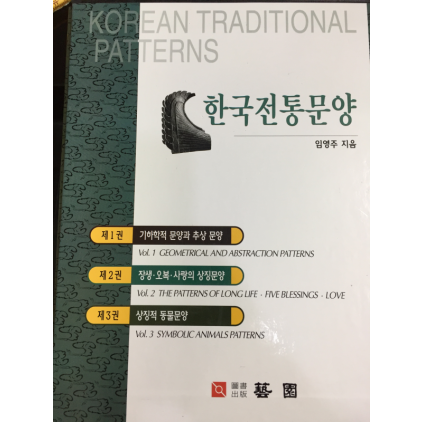 KOREAN TRADITIONAL
PATTERNS
한국전통문양
임영주 지음
제1권 기하학적 문양과 추상 문양
Vol. 1 GEOMETRICAL AND ABSTRACTION PATTERNS
제2권 장생·오복·사랑의 상징문양
Vol. 2 THE PATTERNS OF LONG LIFE · FIVE BLESSINGS · LOVE
제3권 상징적 동물문양
Vol. 3 SYMBOLIC ANIMALS PATTERNS
圖書
出版 藝園